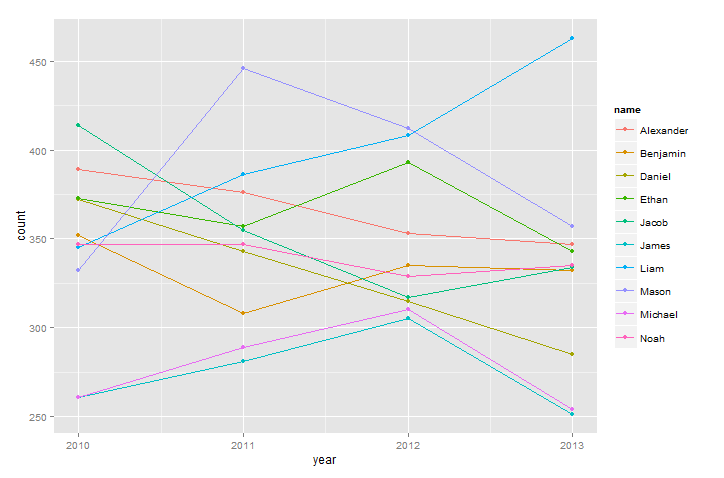 450
400
350
300
250
count
2010
2011
2012
2013
year
name
Alexander
Benjamin
Daniel
Ethan
Jacob
James
Liam
Mason
Michael
Noah